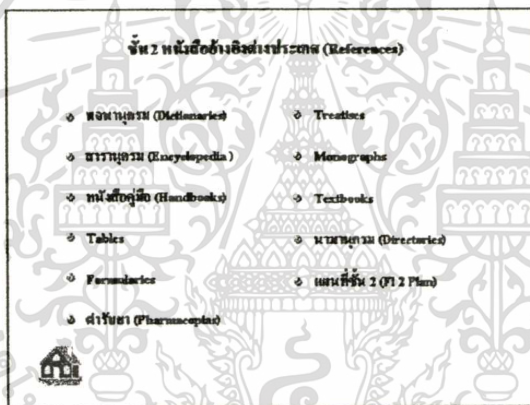 ชั้น 2 หนังสืออ้างอิงต่างประเทศ (References)
พจนานุกรม (Dictionaries)
สารานุกรม (Encyclopedia)
หนังสือคู่มือ (Handbooks)
Tables
Formularies
ตำรับยา (Pharmacopias)
Treatises
Monographs
Textbooks
นามานุกรม (Directories)
แผนที่ชั้น 2 (Fl 2 Plan)